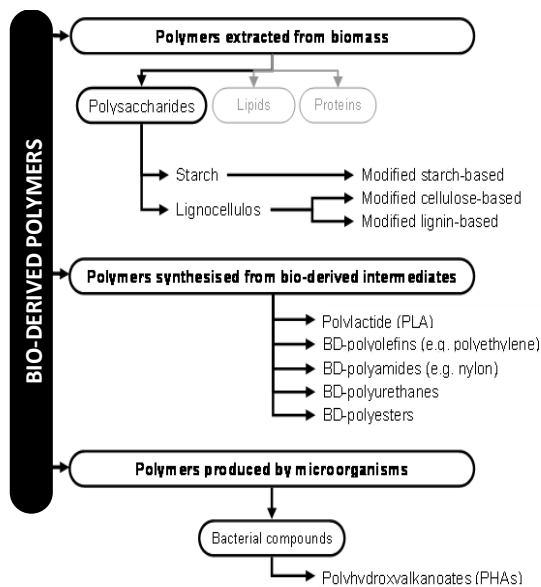 BIO-DERIVED POLYMERS
Polymers extracted from biomass
Polysaccharides
Lipids
Proteins
Starch
Modified starch-based
Lignocellulos
Modified cellulose-based
Modified lignin-based
Polymers synthesised from bio-derived intermediates
Polylactide (PLA)
BD-polyolefins (e.g. polyethylene)
BD-polyamides (e.g. nylon)
BD-polyurethanes
BD-polyesters
Polymers produced by microorganisms
Bacterial compounds
Polyhydroxyalkanoates (PHAs)